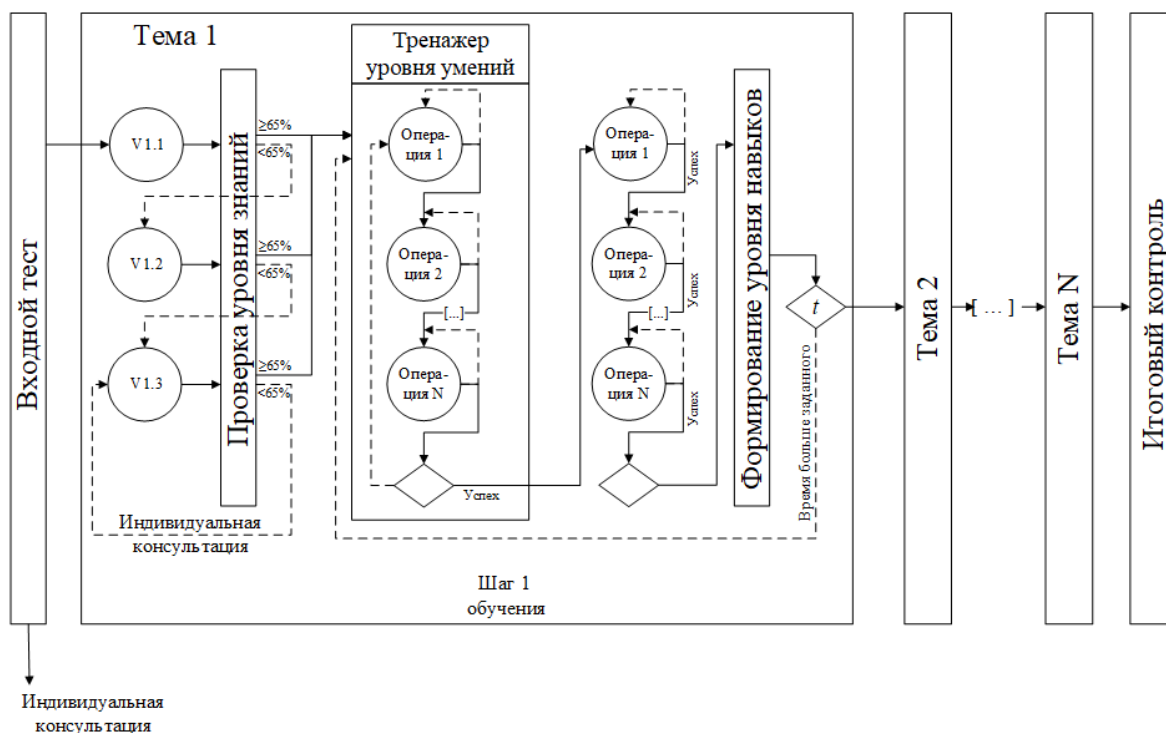 Входной тест
Индивидуальная
консультация
Тема 1
V 1.1
V1.2
V1.3
Проверка уровня знаний
≥65%
<65%
≥65%
<65%
≥65%
<65%
Индивидуальная
консультация
Тренажер
уровня умений
Опера-
ция 1
Опера-
ция 2
[...]
Опера-
ция N
Успех
Опера-
ция 1
Успех
Опера-
ция 2
Успех
[...]
Опера-
ция N
Успех
Формирование уровня навыков
t
Время больше заданного
Шаг 1
обучения
Тема 2
[ ... ]
Тема N
Итоговый контроль